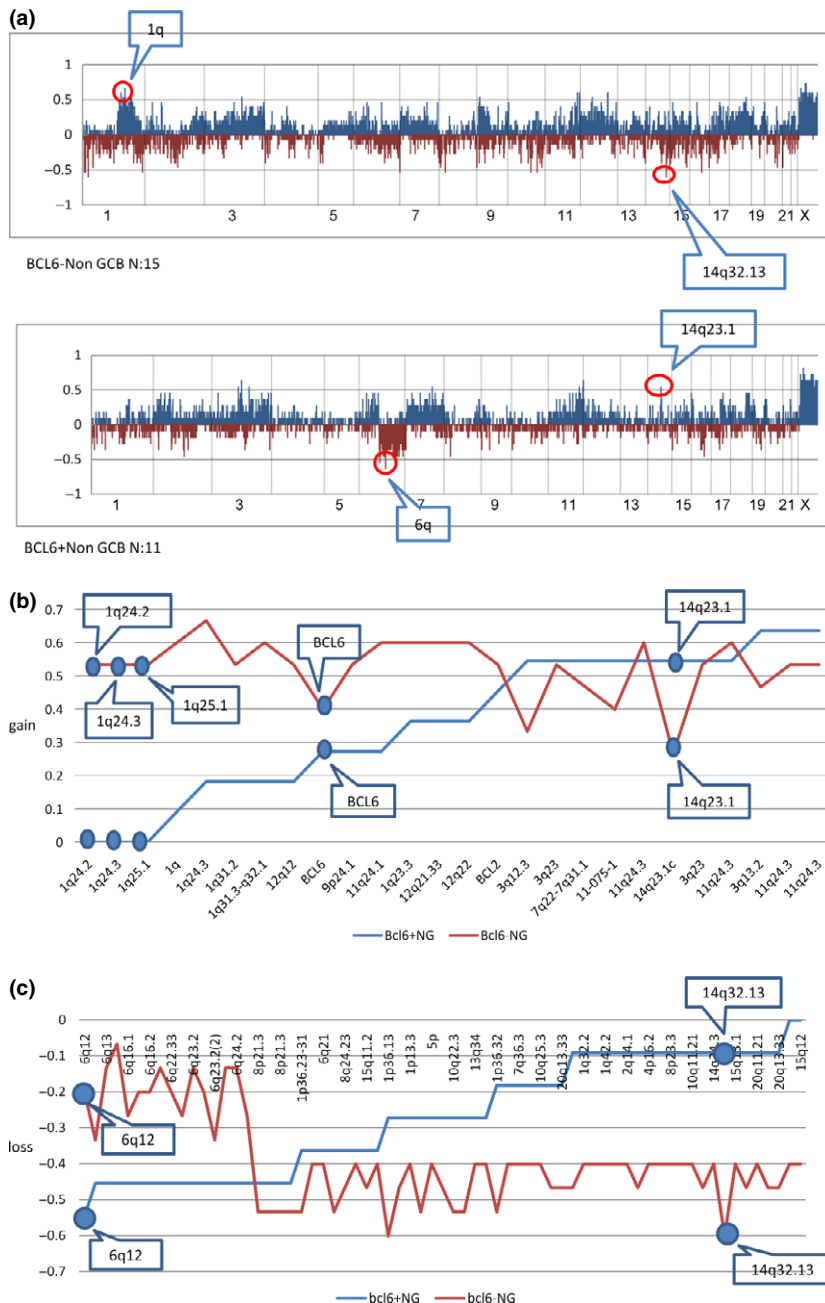 (a)
1q
1
0.5
0
−0.5
−1
1 3 5 7 9 11 13 15 17 19 21 X
BCL6-Non GCB N:15
14q32.13
14q23.1
1
0.5
0
−0.5
−1
1 3 5 7 9 11 13 15 17 19 21 X
6q
BCL6+Non GCB N:11
(b)
gain
0.7
0.6
0.5
0.4
0.3
0.2
0.1
0
1q24.2
1q24.3
1q25.1
BCL6
BCL6
14q23.1
14q23.1
1q24.2
1q24.3
1q25.1
1q
1q24.3
1q31.2
1q31.3-q32.1
12q12
BCL6
9p24.1
11q24.1
1q23.3
12q21.33
12q22
BCL2
3q12.3
3q23
7q22-7q31.1
11-075-1
11q24.3
14q23.1c
3q23
11q24.3
3q13.2
11q24.3
11q24.3
Bcl6+NG Bcl6-NG
(c)
loss
0
−0.1
−0.2
−0.3
−0.4
−0.5
−0.6
−0.7
14q32.13
6q12
6q13
6q16.1
6q16.2
6q22.33
6q23.2
6q23.2(2)
6q24.2
8p21.3
8p21.3
1p36.23-31
6q21
8q24.23
15q11.2
1p36.13
1p13.3
5p
10q22.3
13q34
1p36.32
7q36.3
10q25.3
20q13.33
1q32.2
1q42.2
2q14.1
4p16.2
8p23.3
10q11.21
14q24.3
15q13.1
20q11.21
20q13.33
15q12
6q12
6q12
14q32.13
bcl6+NG bcl6-NG